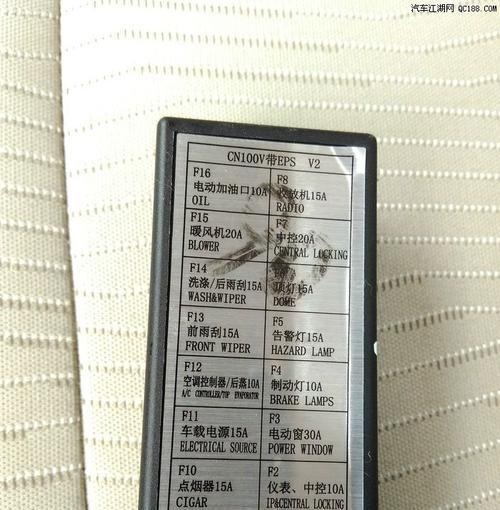 汽车江湖网 QC188.COM
CN100V带EPS V2
F16
电动加油口10A
OIL
F8
收放机15A
RADIO
F15
暖风机20A
BLOWER
F7
中控20A
CENTRAL LOCKING
F14
洗涤/后雨刮15A
WASH&WIPER
顶灯15A
DOME
F13
前雨刮15A
FRONT WIPER
F5
告警灯15A
HAZARD LAMP
F12
空调控制器/后蒸10A
A/C CONTROLLER/TOP EVAPORATOR
F4
制动灯10A
BRAKE LAMPS
F11
车载电源15A
ELECTRICAL SOURCE
F3
电动窗30A
POWER WINDOW
F10
点烟器15A
CIGAR
F2
仪表、中控10A
IP&CENTRAL LOCKING